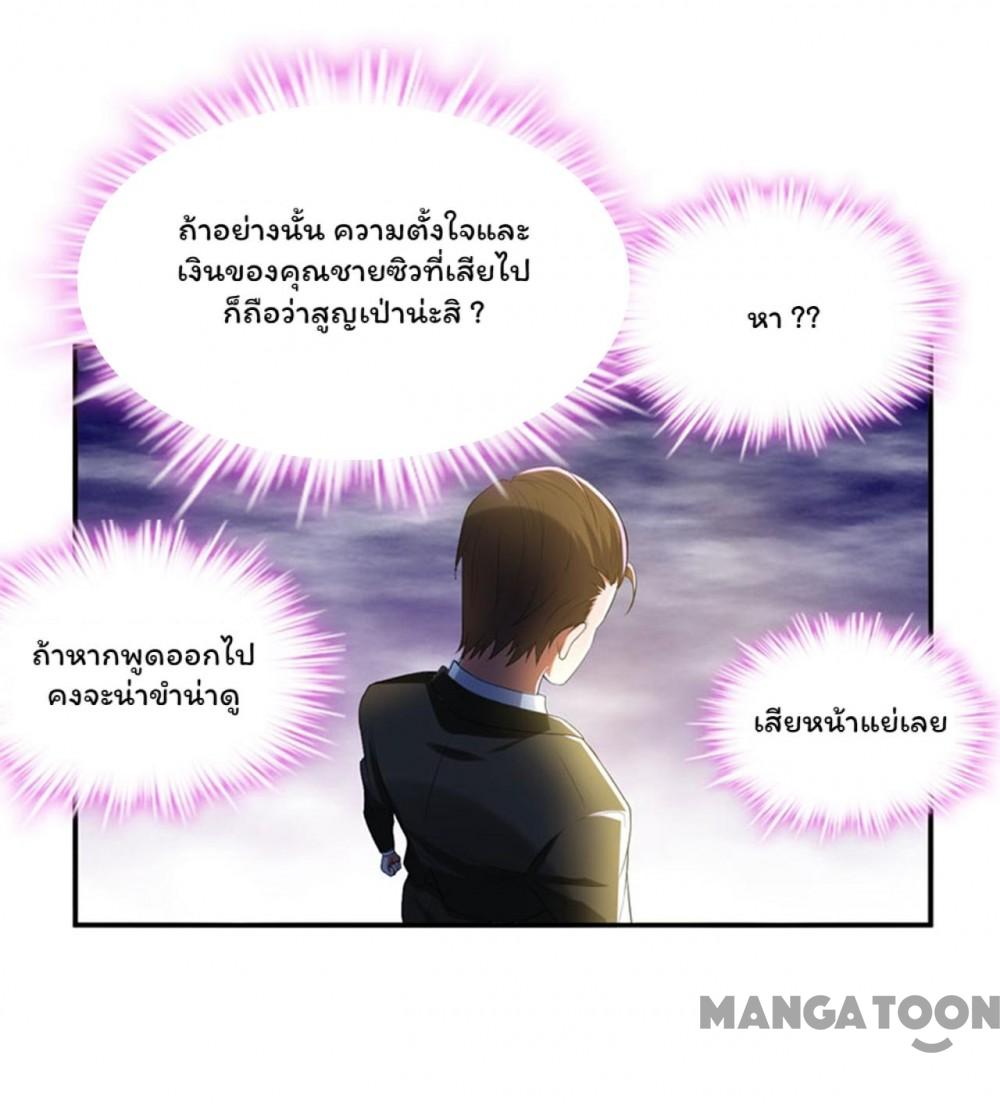 ถ้าอย่างนั้น ความตั้งใจและ
เงินของคุณชายซิวที่เสียไป
ก็ถือว่าสูญเปล่าน่ะสิ ?
หา ??
ถ้าหากพูดออกไป
คงจะน่าขำน่าดู
เสียหน้าแย่เลย
MANGATOON